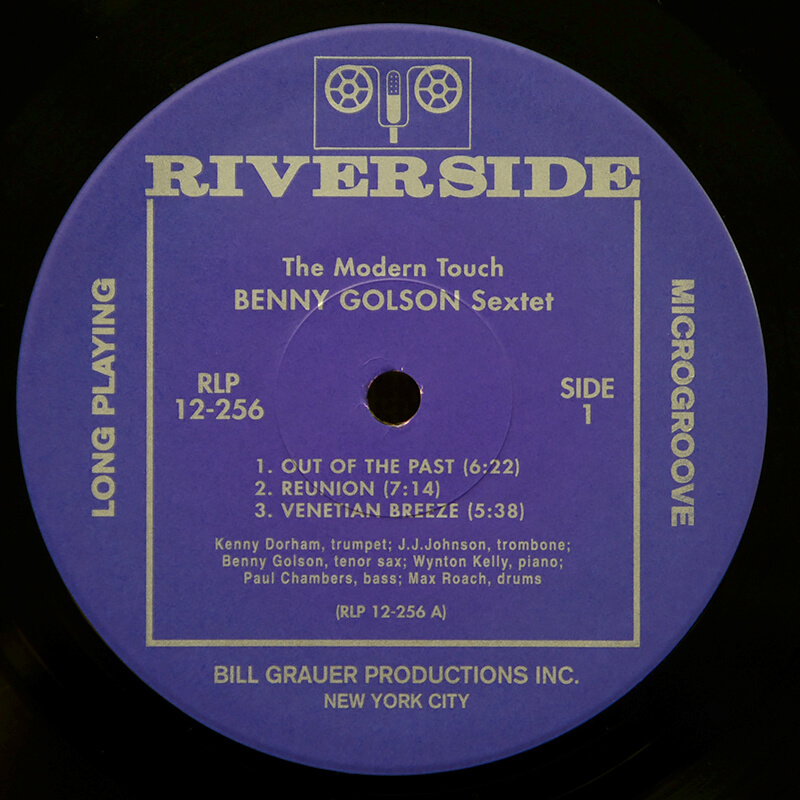 RIVERSIDE
The Modern Touch
BENNY GOLSON Sextet
LONG PLAYING
MICROGROOVE
RLP
12-256
SIDE
1
1. OUT OF THE PAST (6:22)
2. REUNION (7:14)
3. VENETIAN BREEZE (5:38)
Kenny Dorham, trumpet; J.J.Johnson, trombone;
Benny Golson, tenor sax; Wynton Kelly, piano;
Paul Chambers, bass; Max Roach, drums
(RLP 12-256 A)
BILL GRAUER PRODUCTIONS INC.
NEW YORK CITY